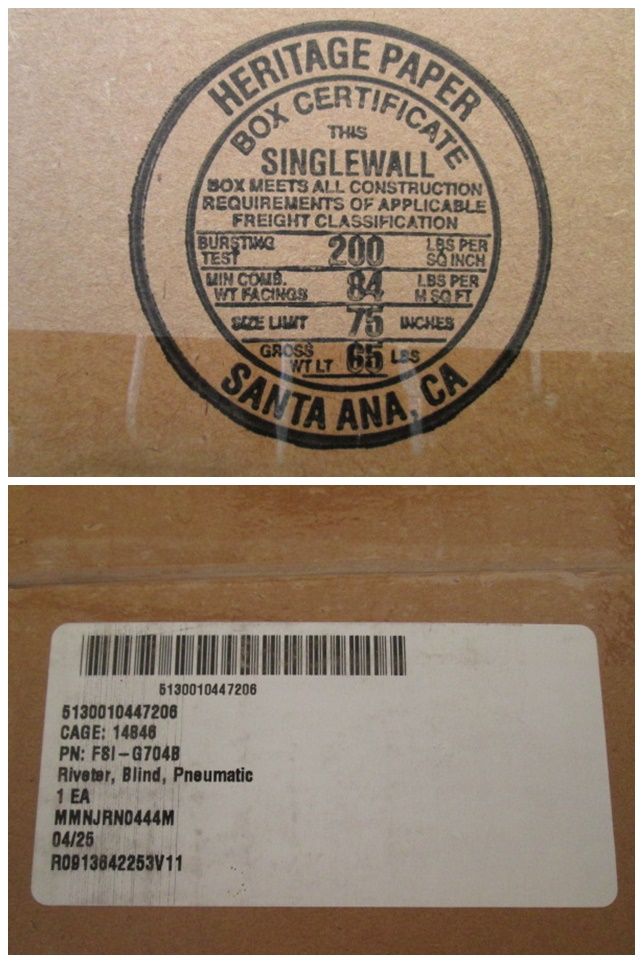 HERITAGE PAPER
BOX CERTIFICATE
THIS
SINGLEWALL
BOX MEETS ALL CONSTRUCTION
REQUIREMENTS OF APPLICABLE
FREIGHT CLASSIFICATION
BURSTING TEST 200 LBS PER SQ INCH
MIN COMB. WT FACINGS 84 LBS PER M SQ FT
SIZE LIMIT 75 INCHES
GROSS WT LT 65 LBS
SANTA ANA, CA
5130010447206
5130010447206
CAGE: 14846
PN: FSI-G704B
Riveter, Blind, Pneumatic
1 EA
MMNJRN0444M
04/25
R0913642253V11